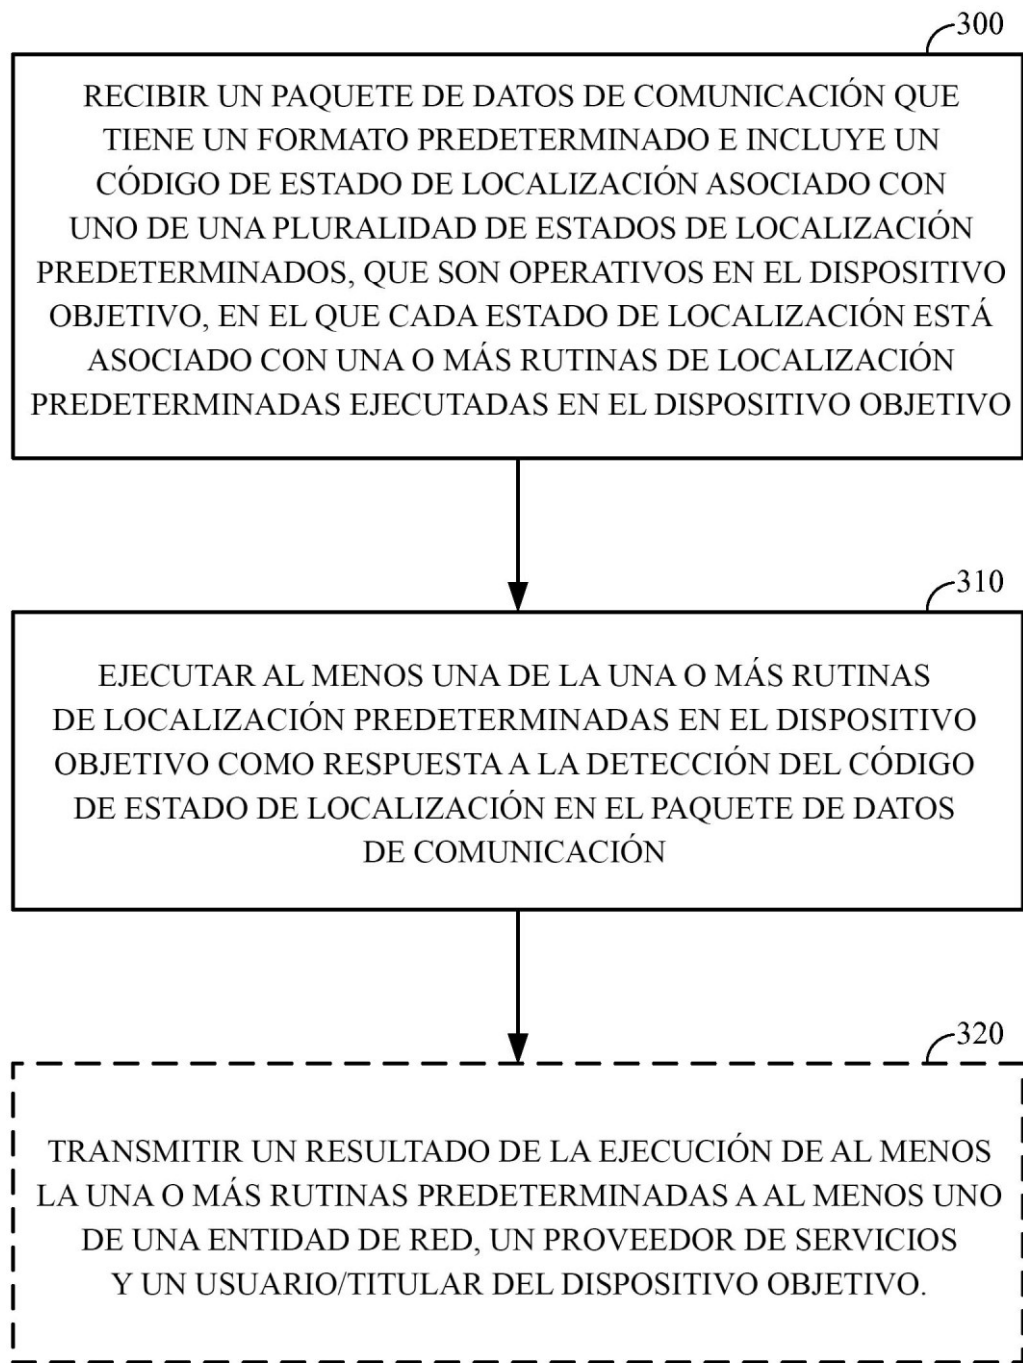 300
RECIBIR UN PAQUETE DE DATOS DE COMUNICACIÓN QUE
TIENE UN FORMATO PREDETERMINADO E INCLUYE UN
CÓDIGO DE ESTADO DE LOCALIZACIÓN ASOCIADO CON
UNO DE UNA PLURALIDAD DE ESTADOS DE LOCALIZACIÓN
PREDETERMINADOS, QUE SON OPERATIVOS EN EL DISPOSITIVO
OBJETIVO, EN EL QUE CADA ESTADO DE LOCALIZACIÓN ESTÁ
ASOCIADO CON UNA O MÁS RUTINAS DE LOCALIZACIÓN
PREDETERMINADAS EJECUTADAS EN EL DISPOSITIVO OBJETIVO
310
EJECUTAR AL MENOS UNA DE LA UNA O MÁS RUTINAS
DE LOCALIZACIÓN PREDETERMINADAS EN EL DISPOSITIVO
OBJETIVO COMO RESPUESTA A LA DETECCIÓN DEL CÓDIGO
DE ESTADO DE LOCALIZACIÓN EN EL PAQUETE DE DATOS
DE COMUNICACIÓN
320
TRANSMITIR UN RESULTADO DE LA EJECUCIÓN DE AL MENOS
LA UNA O MÁS RUTINAS PREDETERMINADAS A AL MENOS UNO
DE UNA ENTIDAD DE RED, UN PROVEEDOR DE SERVICIOS
Y UN USUARIO/TITULAR DEL DISPOSITIVO OBJETIVO.